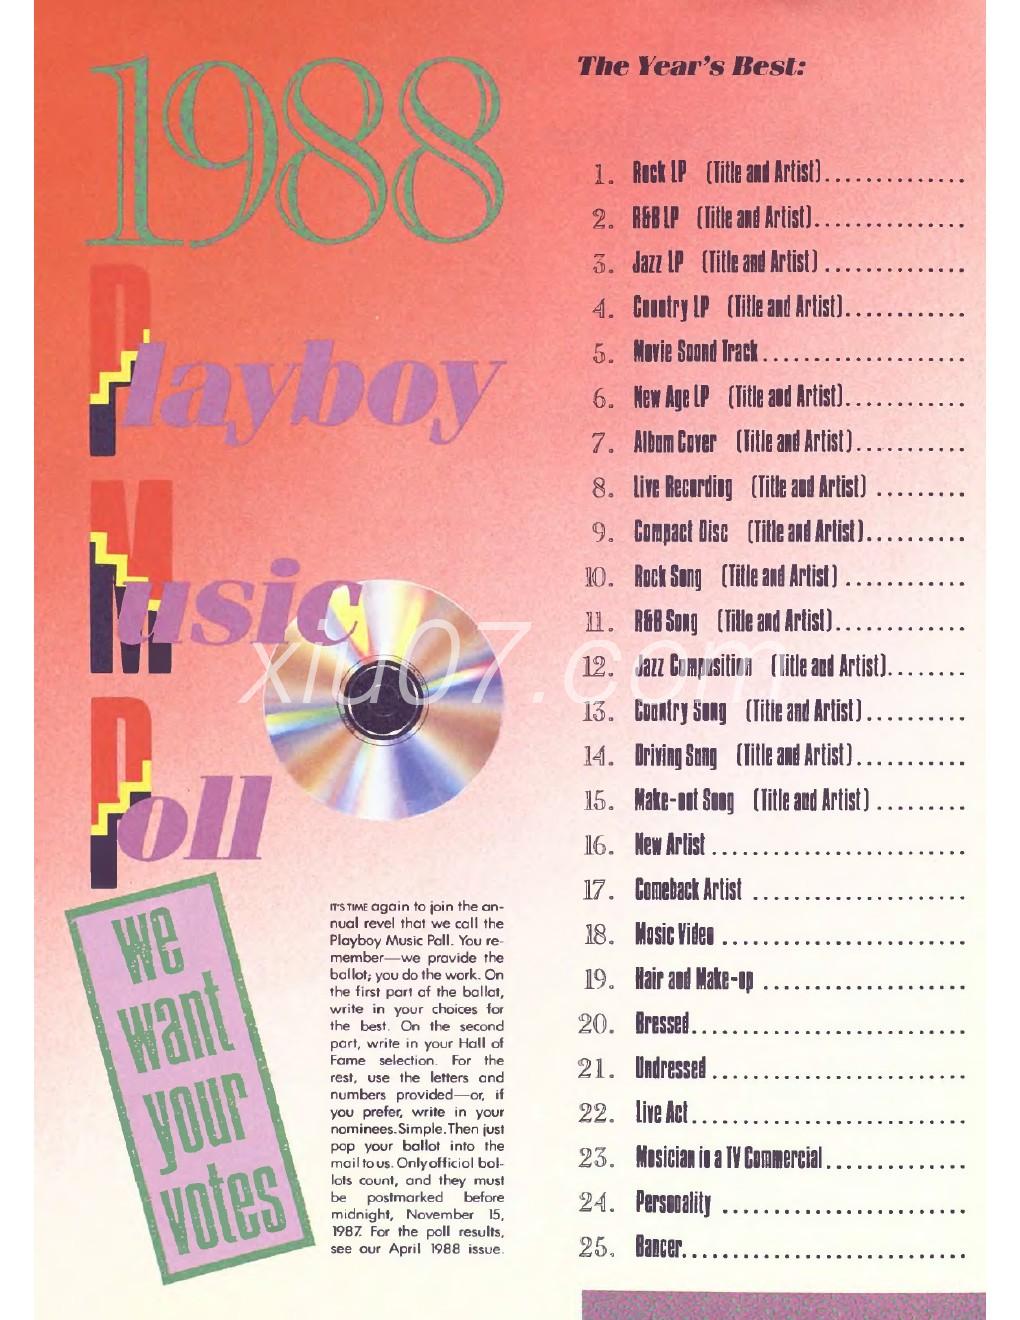 1988
Playboy
Music
Poll
we
want
your
votes
IT'S TIME again to join the an-
nual revel that we call the
Playboy Music Poll. You re-
member—we provide the
ballot; you do the work. On
the first part of the ballot,
write in your choices for
the best. On the second
part, write in your Hall of
Fame selection. For the
rest, use the letters and
numbers provided—or, if
you prefer, write in your
nominees. Simple. Then just
pop your ballot into the
mail to us. Only official bal-
lots count, and they must
be postmarked before
midnight, November 15,
1987. For the poll results,
see our April 1988 issue.
The Year's Best:
1. Rock LP (Title and Artist)..............
2. R&B LP (Title and Artist)...............
3. Jazz LP (Title and Artist) ..............
4. Country LP (Title and Artist)............
5. Movie Sound Track....................
6. New Age LP (Title and Artist)............
7. Album Cover (Title and Artist)...........
8. Live Recording (Title and Artist) .........
9. Compact Disc (Title and Artist)..........
10. Rock Song (Title and Artist) ............
11. R&B Song (Title and Artist).............
12. Jazz Composition (Title and Artist)........
13. Country Song (Title and Artist)..........
14. Driving Song (Title and Artist)...........
15. Make-out Song (Title and Artist) .........
16. New Artist .........................
17. Comeback Artist .....................
18. Music Video ........................
19. Hair and Make-up ....................
20. Dressed...........................
21. Undressed .........................
22. Live Act...........................
23. Musician in a TV Commercial..............
24. Personality ........................
25. Dancer............................
xiu07.com